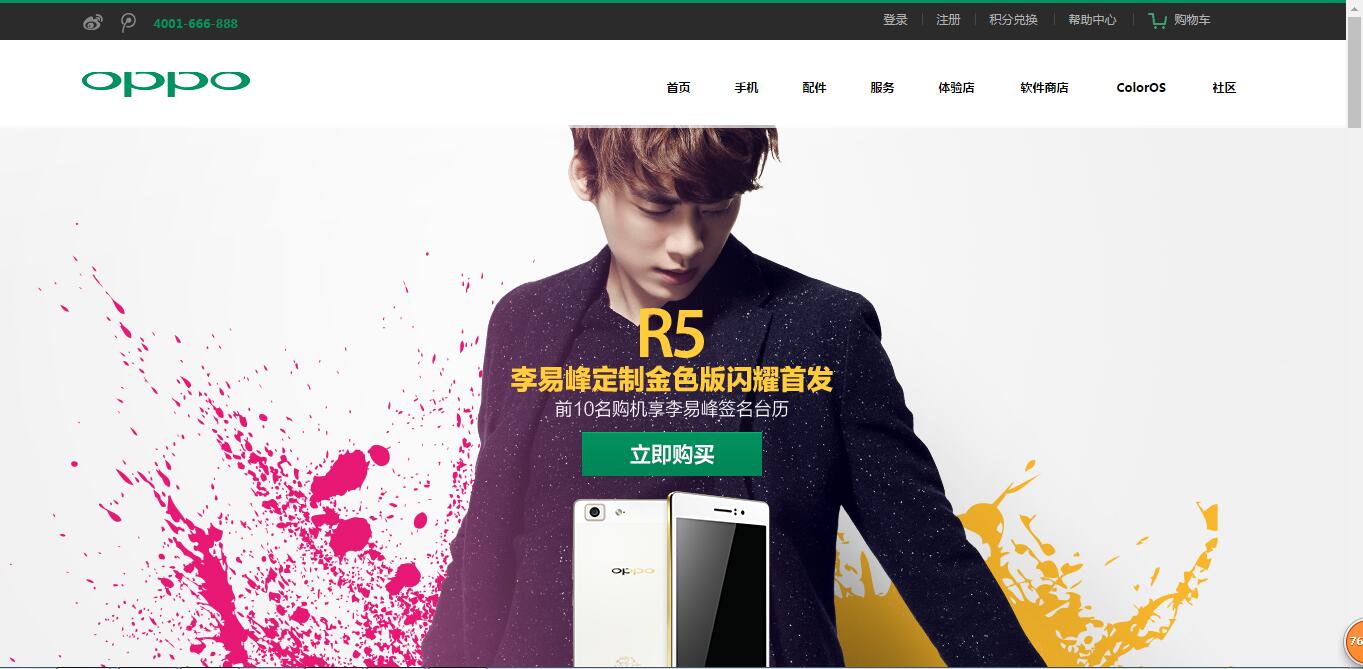 4001-666-888
登录 注册 积分兑换 帮助中心 购物车
oppo
首页 手机 配件 服务 体验店 软件商店 ColorOS 社区
R5
李易峰定制金色版闪耀首发
前10名购机享李易峰签名台历
立即购买
oppo
76